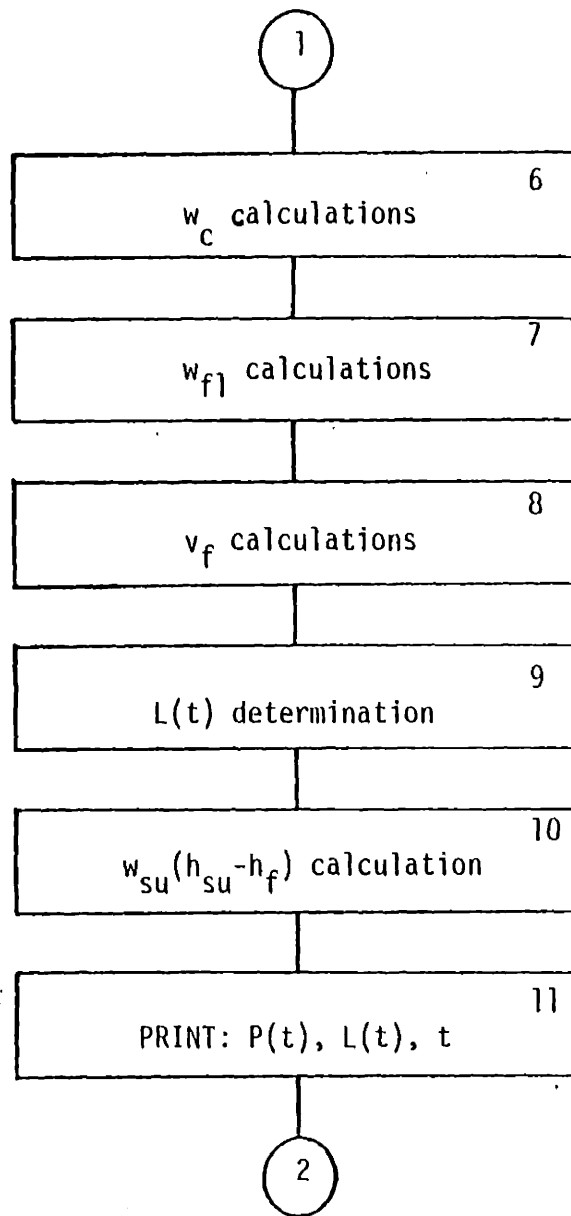 1
6
w_c calculations
7
w_fl calculations
8
v_f calculations
9
L(t) determination
10
w_su(h_su-h_f) calculation
11
PRINT: P(t), L(t), t
2